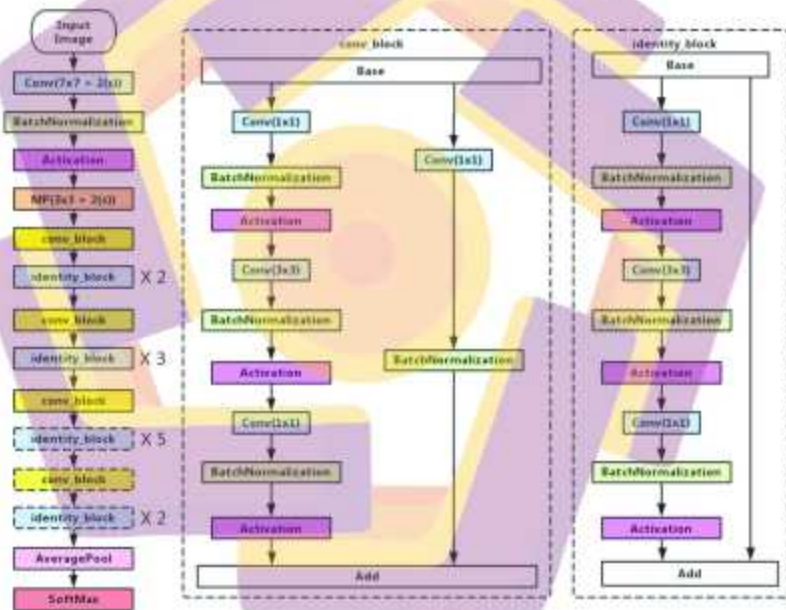 Input
Image
Conv(7x7 + 2(s))
BatchNormalization
Activation
MP(3x3 + 2(s))
conv_block
identity_block X 2
conv_block
identity_block X 3
conv_block
identity_block X 5
conv_block
identity_block X 2
AveragePool
SoftMax
conv_block
Base
Conv(1x1)
BatchNormalization
Activation
Conv(3x3)
BatchNormalization
Activation
Conv(1x1)
BatchNormalization
Activation
Conv(1x1)
BatchNormalization
Add
identity_block
Base
Conv(1x1)
BatchNormalization
Activation
Conv(3x3)
BatchNormalization
Activation
Conv(1x1)
BatchNormalization
Activation
Add